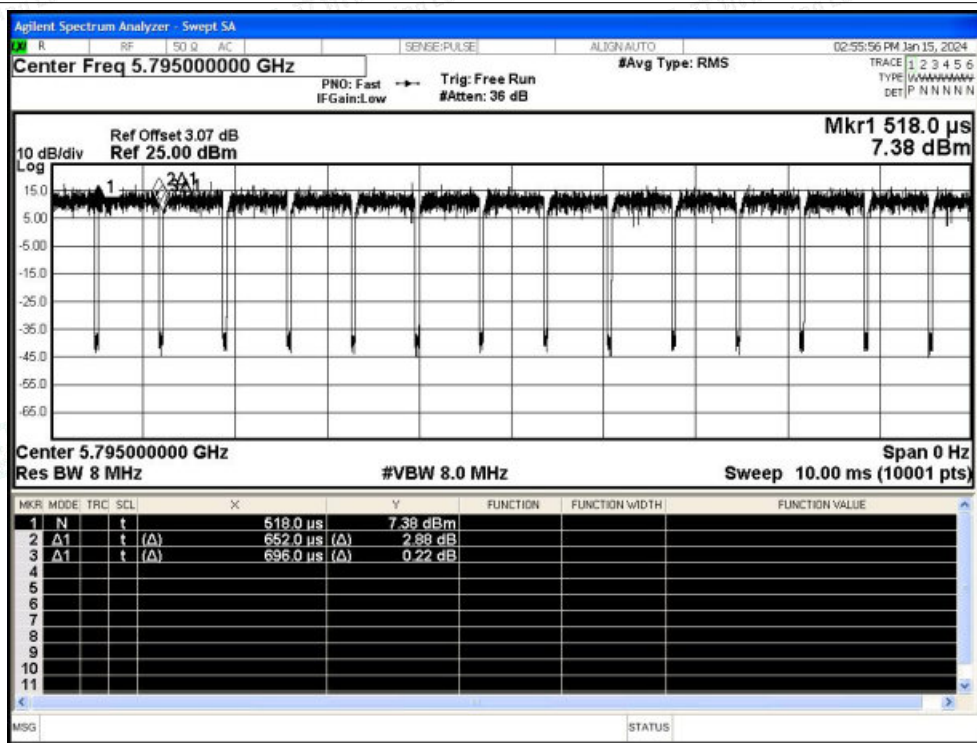 Agilent Spectrum Analyzer - Swept SA
R RF 50 Ω AC SENSE:PULSE ALIGN AUTO 02:55:56 PM Jan 15, 2024
Center Freq 5.795000000 GHz #Avg Type: RMS TRACE 1 2 3 4 5 6
PNO: Fast Trig: Free Run TYPE
IFGain:Low #Atten: 36 dB DET P N N N N N
Mkr1 518.0 µs
Ref Offset 3.07 dB
10 dB/div Ref 25.00 dBm 7.38 dBm
Log
15.0 1 2Δ1
5.00
-5.00
-15.0
-25.0
-35.0
-45.0
-55.0
-65.0
Center 5.795000000 GHz Span 0 Hz
Res BW 8 MHz #VBW 8.0 MHz Sweep 10.00 ms (10001 pts)
MKR MODE TRC SCL X Y FUNCTION FUNCTION WIDTH FUNCTION VALUE
1 N t 518.0 µs 7.38 dBm
2 Δ1 t (Δ) 652.0 µs (Δ) 2.88 dB
3 Δ1 t (Δ) 696.0 µs (Δ) 0.22 dB
4
5
6
7
8
9
10
11
MSG STATUS